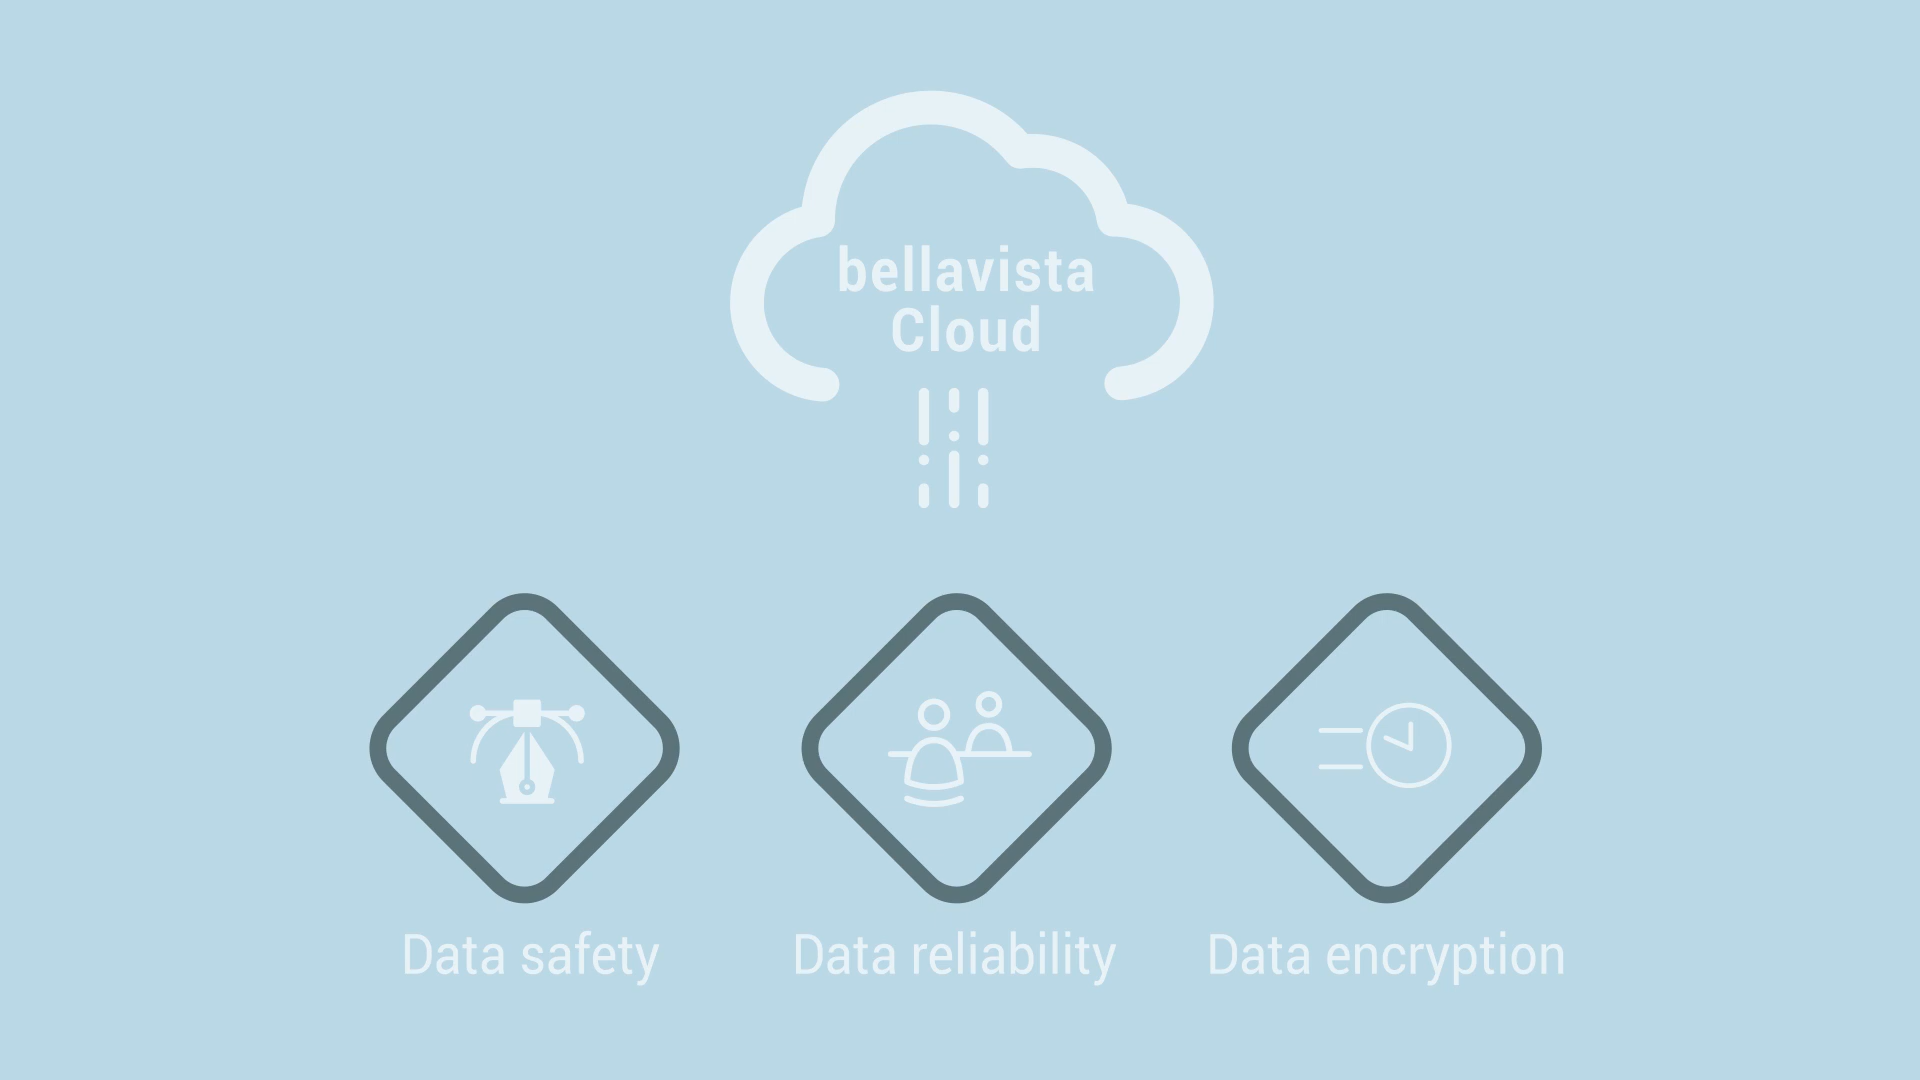 bellavista
Cloud
Data safety
Data reliability
Data encryption